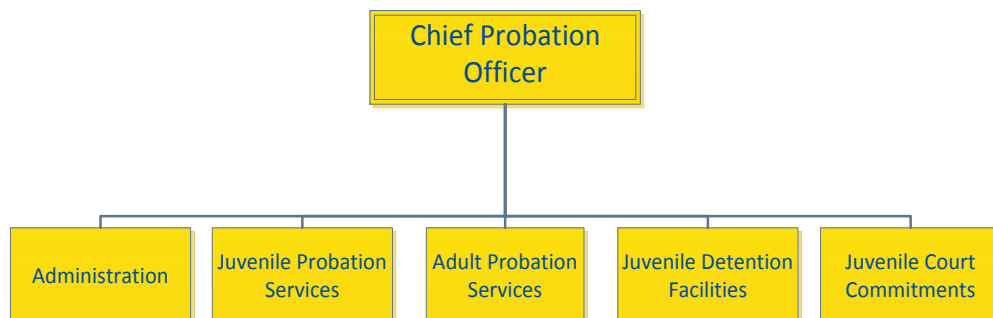 Chief Probation
Officer
Administration
Juvenile Probation
Services
Adult Probation
Services
Juvenile Detention
Facilities
Juvenile Court
Commitments